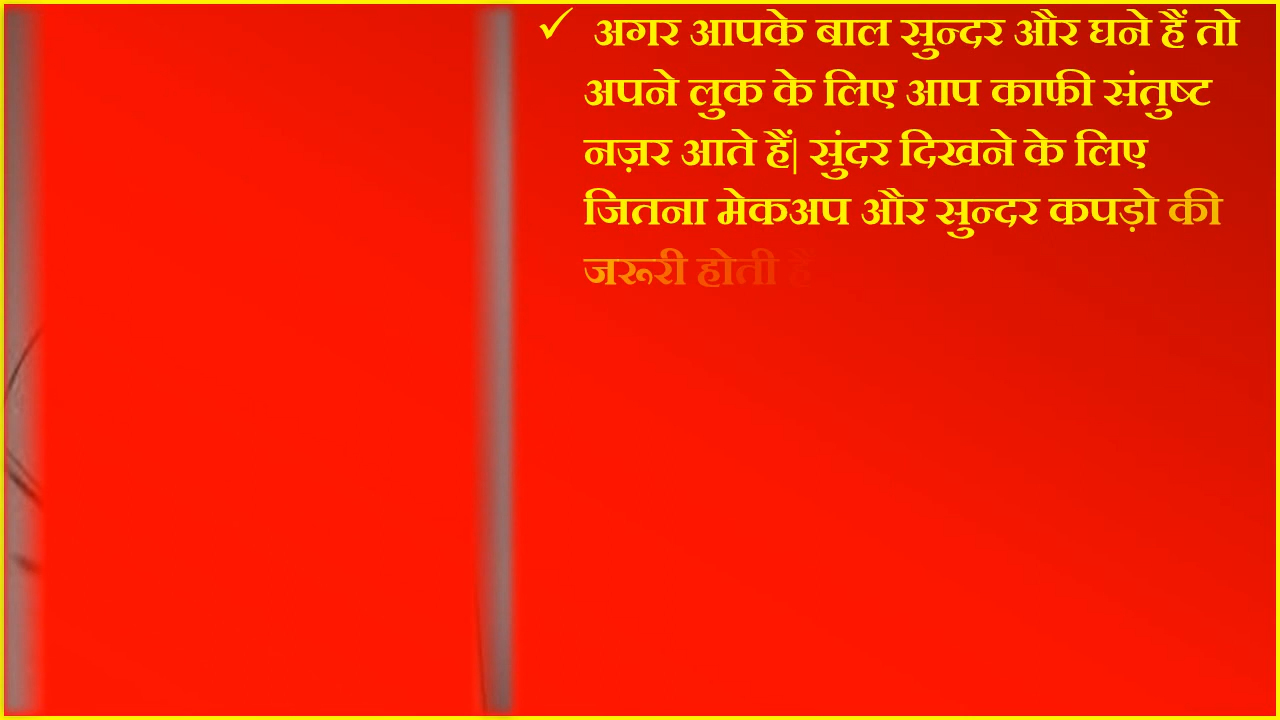 ✓ अगर आपके बाल सुन्दर और घने हैं तो
अपने लुक के लिए आप काफी संतुष्ट
नज़र आते हैं| सुंदर दिखने के लिए
जितना मेकअप और सुन्दर कपड़ो की
जरूरी होती हैं